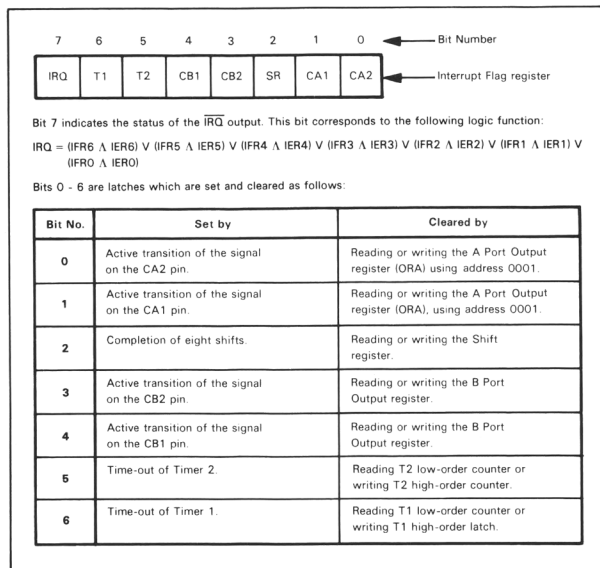 7 6 5 4 3 2 1 0 Bit Number
IRQ T1 T2 CB1 CB2 SR CA1 CA2 Interrupt Flag register
Bit 7 indicates the status of the I̅R̅Q̅ output. This bit corresponds to the following logic function:
IRQ = (IFR6 Λ IER6) V (IFR5 Λ IER5) V (IFR4 Λ IER4) V (IFR3 Λ IER3) V (IFR2 Λ IER2) V (IFR1 Λ IER1) V
(IFR0 Λ IER0)
Bits 0 - 6 are latches which are set and cleared as follows:
Bit No. Set by Cleared by
0 Active transition of the signal Reading or writing the A Port Output
on the CA2 pin. register (ORA) using address 0001.
1 Active transition of the signal Reading or writing the A Port Output
on the CA1 pin. register (ORA), using address 0001.
2 Completion of eight shifts. Reading or writing the Shift
register.
3 Active transition of the signal Reading or writing the B Port
on the CB2 pin. Output register.
4 Active transition of the signal Reading or writing the B Port
on the CB1 pin. Output register.
5 Time-out of Timer 2. Reading T2 low-order counter or
writing T2 high-order counter.
6 Time-out of Timer 1. Reading T1 low-order counter or
writing T1 high-order latch.